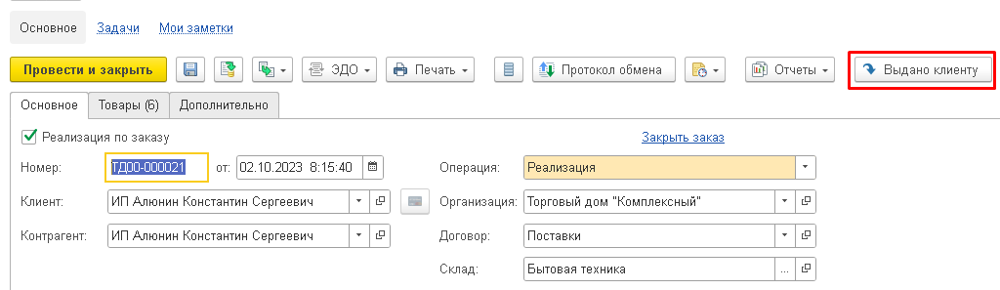 Основное Задачи Мои заметки
Провести и закрыть ЭДО Печать Протокол обмена Отчеты Выдано клиенту
Основное Товары (6) Дополнительно
Реализация по заказу Закрыть заказ
Номер: ТД00-000021 от: 02.10.2023 8:15:40 Операция: Реализация
Клиент: ИП Алюнин Константин Сергеевич Организация: Торговый дом "Комплексный"
Контрагент: ИП Алюнин Константин Сергеевич Договор: Поставки
Склад: Бытовая техника ...